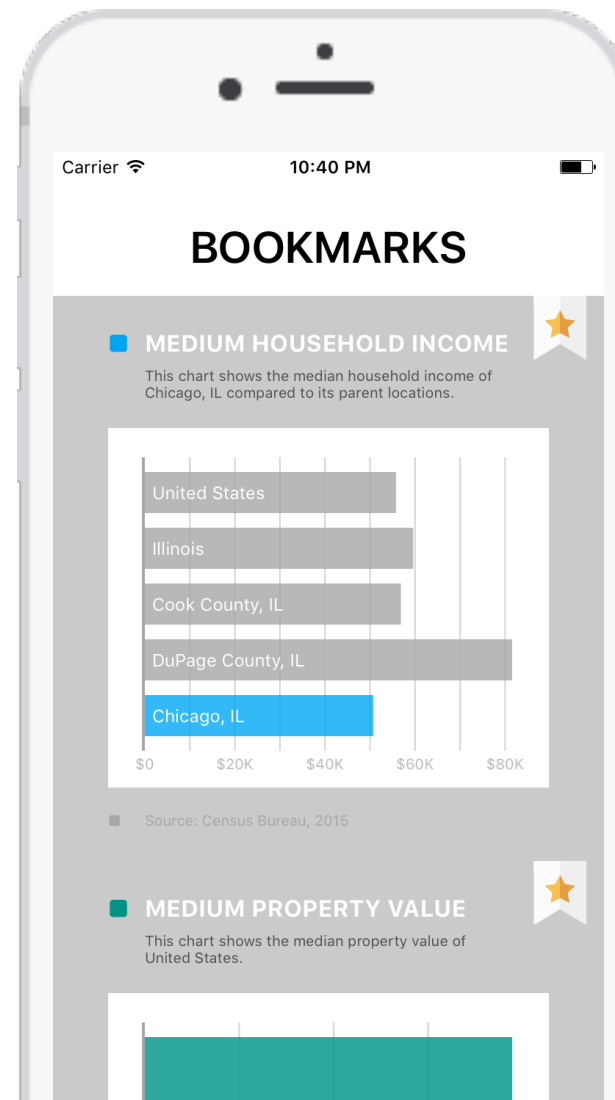 Carrier
10:40 PM
BOOKMARKS
MEDIUM HOUSEHOLD INCOME
This chart shows the median household income of
Chicago, IL compared to its parent locations.
United States
Illinois
Cook County, IL
DuPage County, IL
Chicago, IL
$0 $20K $40K $60K $80K
Source: Census Bureau, 2015
MEDIUM PROPERTY VALUE
This chart shows the median property value of
United States.